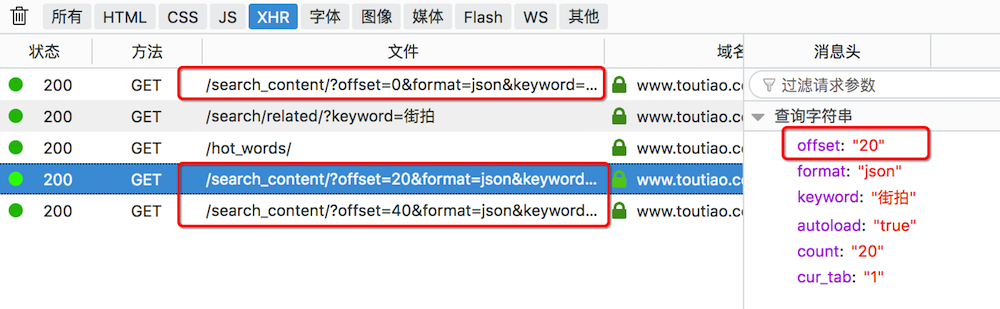 所有 HTML CSS JS XHR 字体 图像 媒体 Flash WS 其他
状态 方法 文件 域名 消息头
200 GET /search_content/?offset=0&format=json&keyword=... www.toutiao.co
过滤请求参数
200 GET /search/related/?keyword=街拍 www.toutiao.co
查询字符串
200 GET /hot_words/ www.toutiao.co
offset: "20"
200 GET /search_content/?offset=20&format=json&keyword... www.toutiao.co
format: "json"
200 GET /search_content/?offset=40&format=json&keyword... www.toutiao.co
keyword: "街拍"
autoload: "true"
count: "20"
cur_tab: "1"